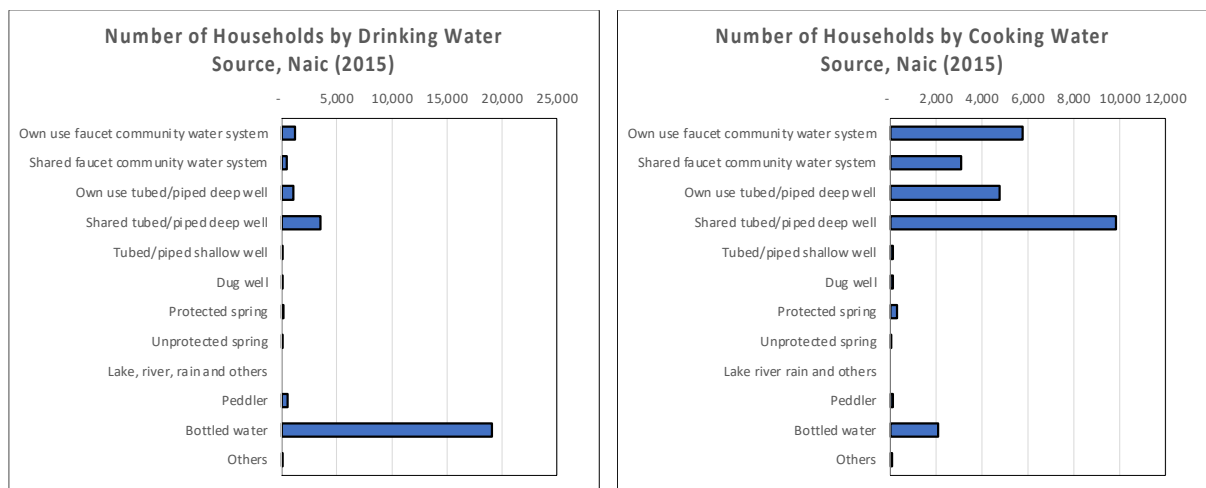 Number of Households by Drinking Water
Source, Naic (2015)
- 5,000 10,000 15,000 20,000 25,000
Own use faucet community water system
Shared faucet community water system
Own use tubed/piped deep well
Shared tubed/piped deep well
Tubed/piped shallow well
Dug well
Protected spring
Unprotected spring
Lake, river, rain and others
Peddler
Bottled water
Others
Number of Households by Cooking Water
Source, Naic (2015)
- 2,000 4,000 6,000 8,000 10,000 12,000
Own use faucet community water system
Shared faucet community water system
Own use tubed/piped deep well
Shared tubed/piped deep well
Tubed/piped shallow well
Dug well
Protected spring
Unprotected spring
Lake river rain and others
Peddler
Bottled water
Others